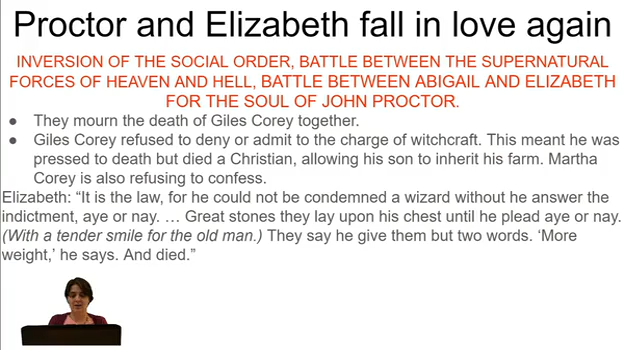 Proctor and Elizabeth fall in love again
INVERSION OF THE SOCIAL ORDER, BATTLE BETWEEN THE SUPERNATURAL
FORCES OF HEAVEN AND HELL, BATTLE BETWEEN ABIGAIL AND ELIZABETH
FOR THE SOUL OF JOHN PROCTOR.
● They mourn the death of Giles Corey together.
● Giles Corey refused to deny or admit to the charge of witchcraft. This meant he was
pressed to death but died a Christian, allowing his son to inherit his farm. Martha
Corey is also refusing to confess.
Elizabeth: “It is the law, for he could not be condemned a wizard without he answer the
indictment, aye or nay. … Great stones they lay upon his chest until he plead aye or nay.
(With a tender smile for the old man.) They say he give them but two words. ‘More
weight,’ he says. And died.”